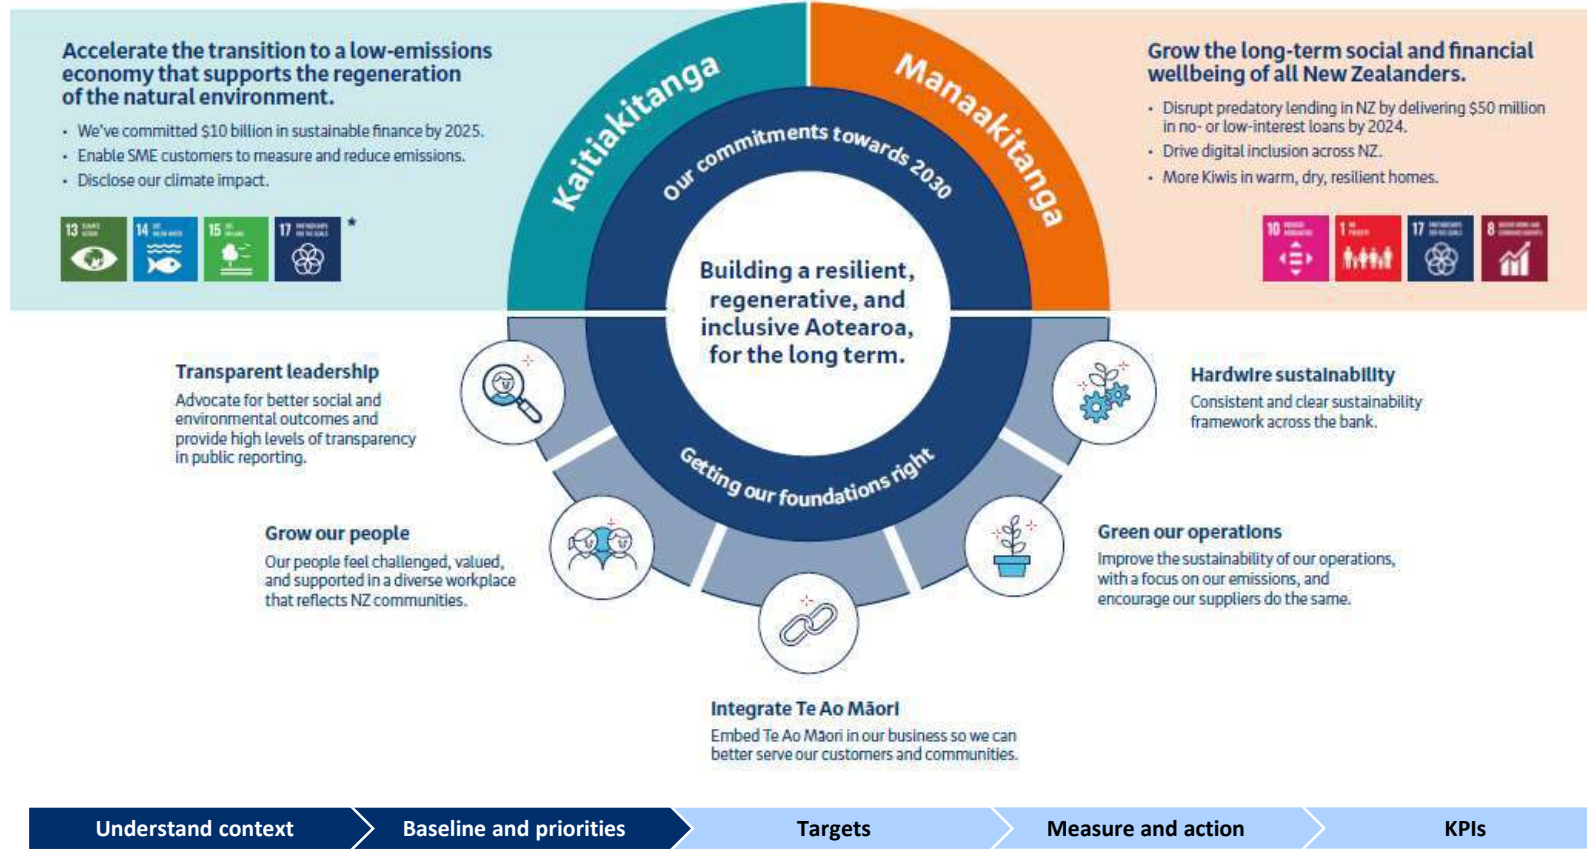 Accelerate the transition to a low-emissions
economy that supports the regeneration
of the natural environment.
• We've committed $10 billion in sustainable finance by 2025.
• Enable SME customers to measure and reduce emissions.
• Disclose our climate impact.
13
14
15
17
*
Kaitiakitanga
Manaakitanga
Our commitments towards 2030
Building a resilient,
regenerative, and
inclusive Aotearoa,
for the long term.
Getting our foundations right
Grow the long-term social and financial
wellbeing of all New Zealanders.
• Disrupt predatory lending in NZ by delivering $50 million
in no- or low-interest loans by 2024.
• Drive digital inclusion across NZ.
• More Kiwis in warm, dry, resilient homes.
10
1
17
8
Transparent leadership
Advocate for better social and
environmental outcomes and
provide high levels of transparency
in public reporting.
Hardwire sustainability
Consistent and clear sustainability
framework across the bank.
Grow our people
Our people feel challenged, valued,
and supported in a diverse workplace
that reflects NZ communities.
Green our operations
Improve the sustainability of our operations,
with a focus on our emissions, and
encourage our suppliers do the same.
Integrate Te Ao Māori
Embed Te Ao Māori in our business so we can
better serve our customers and communities.
Understand context
Baseline and priorities
Targets
Measure and action
KPIs